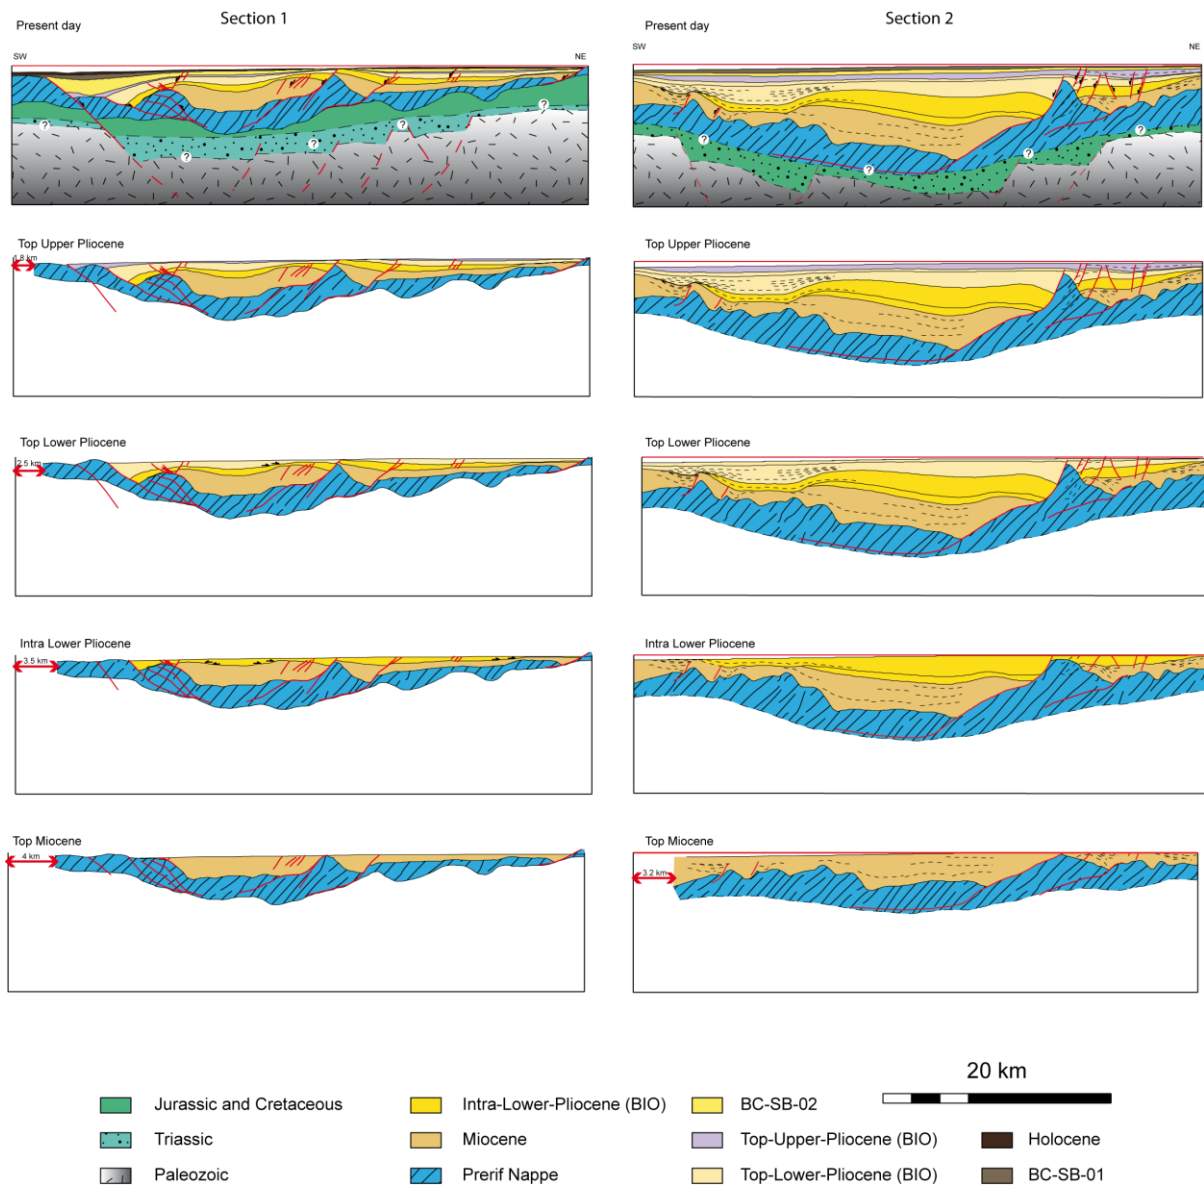 Section 1
Present day
SW
NE
?
?
?
?
?
Top Upper Pliocene
1.8 km
Top Lower Pliocene
2.5 km
Intra Lower Pliocene
3.5 km
Top Miocene
4 km
Section 2
Present day
SW
NE
?
?
?
?
?
Top Upper Pliocene
Top Lower Pliocene
Intra Lower Pliocene
Top Miocene
3.2 km
20 km
Jurassic and Cretaceous
Intra-Lower-Pliocene (BIO)
BC-SB-02
Triassic
Miocene
Top-Upper-Pliocene (BIO)
Holocene
Paleozoic
Prerif Nappe
Top-Lower-Pliocene (BIO)
BC-SB-01